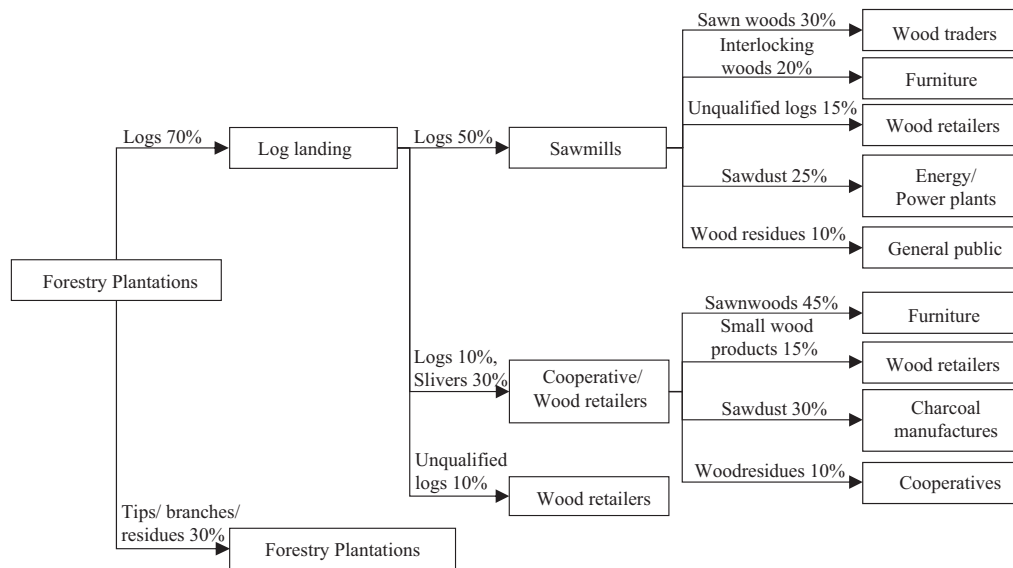 Sawn woods 30%
Wood traders
Interlocking
woods 20%
Furniture
Unqualified logs 15%
Wood retailers
Logs 70%
Log landing
Logs 50%
Sawmills
Sawdust 25%
Energy/
Power plants
Wood residues 10%
General public
Forestry Plantations
Sawnwoods 45%
Furniture
Small wood
products 15%
Wood retailers
Logs 10%,
Slivers 30%
Cooperative/
Wood retailers
Sawdust 30%
Charcoal
manufactures
Unqualified
logs 10%
Wood retailers
Woodresidues 10%
Cooperatives
Tips/ branches/
residues 30%
Forestry Plantations